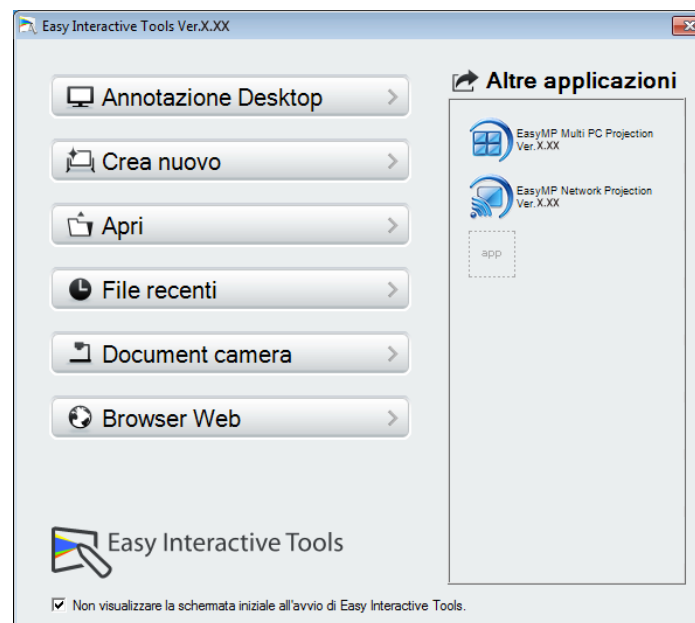 Easy Interactive Tools Ver.X.XX
Annotazione Desktop
Crea nuovo
Apri
File recenti
Document camera
Browser Web
Altre applicazioni
EasyMP Multi PC Projection
Ver.X.XX
EasyMP Network Projection
Ver.X.XX
app
Easy Interactive Tools
Non visualizzare la schermata iniziale all'avvio di Easy Interactive Tools.